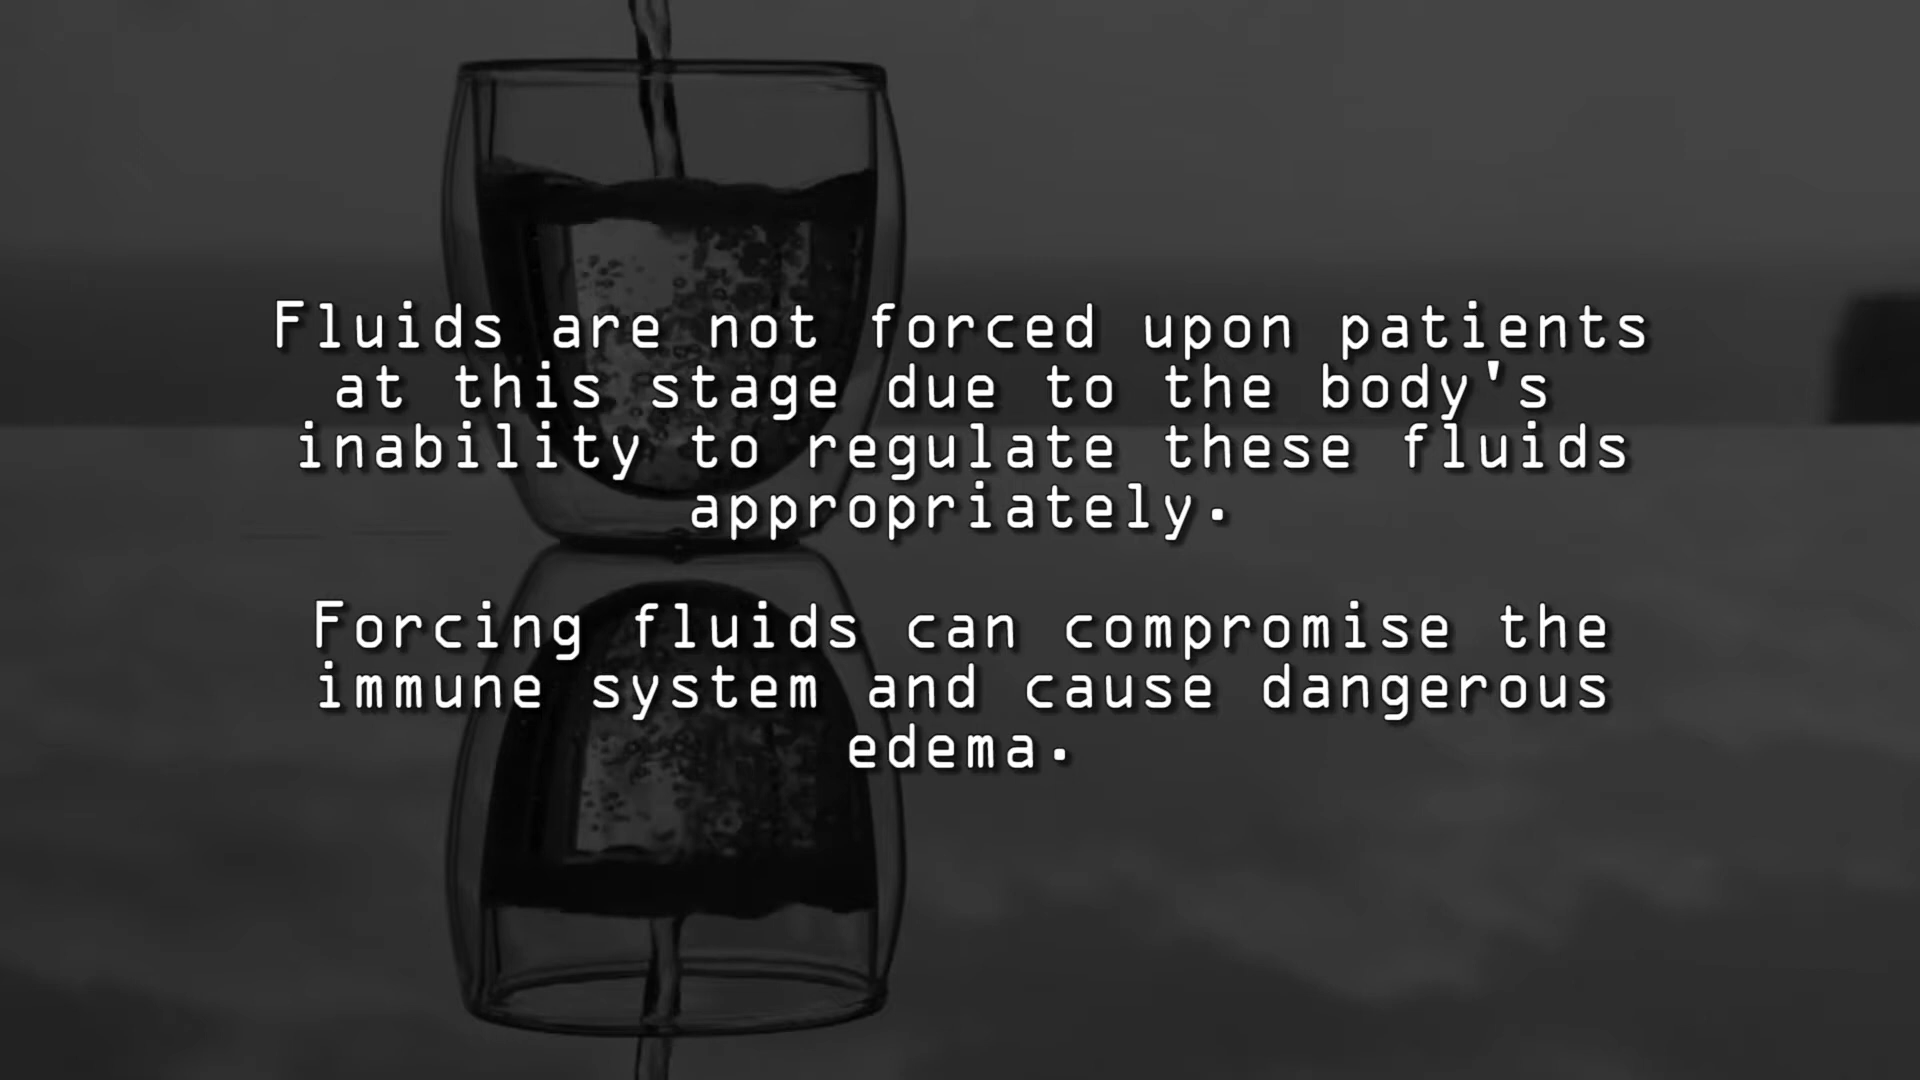 Fluids are not forced upon patients
at this stage due to the body's
inability to regulate these fluids
appropriately.
Forcing fluids can compromise the
immune system and cause dangerous
edema.